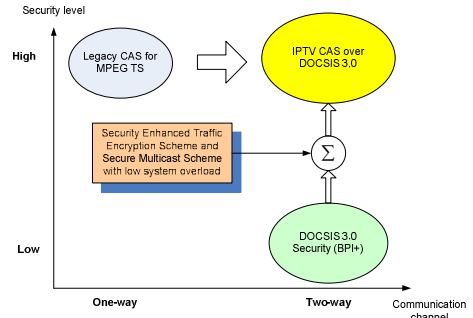 Security level
High
Legacy CAS for
MPEG TS
IPTV CAS over
DOCSIS 3.0
Security Enhanced Traffic
Encryption Scheme and
Secure Multicast Scheme
with low system overload
Σ
DOCSIS 3.0
Security (BPI+)
Low
One-way
Two-way
Communication
channel